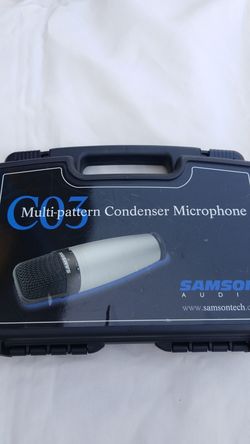 C03 Multi-pattern Condenser Microphone
SAMSON
AUDIO
www.samsontech.c